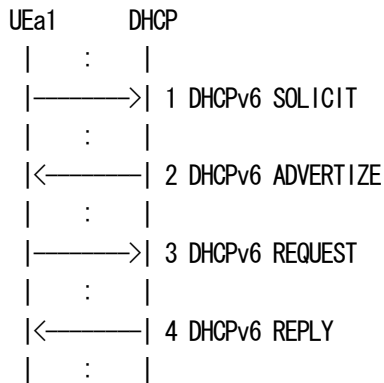 UEa1 DHCP
1 DHCPv6 SOLICIT
2 DHCPv6 ADVERTIZE
3 DHCPv6 REQUEST
4 DHCPv6 REPLY